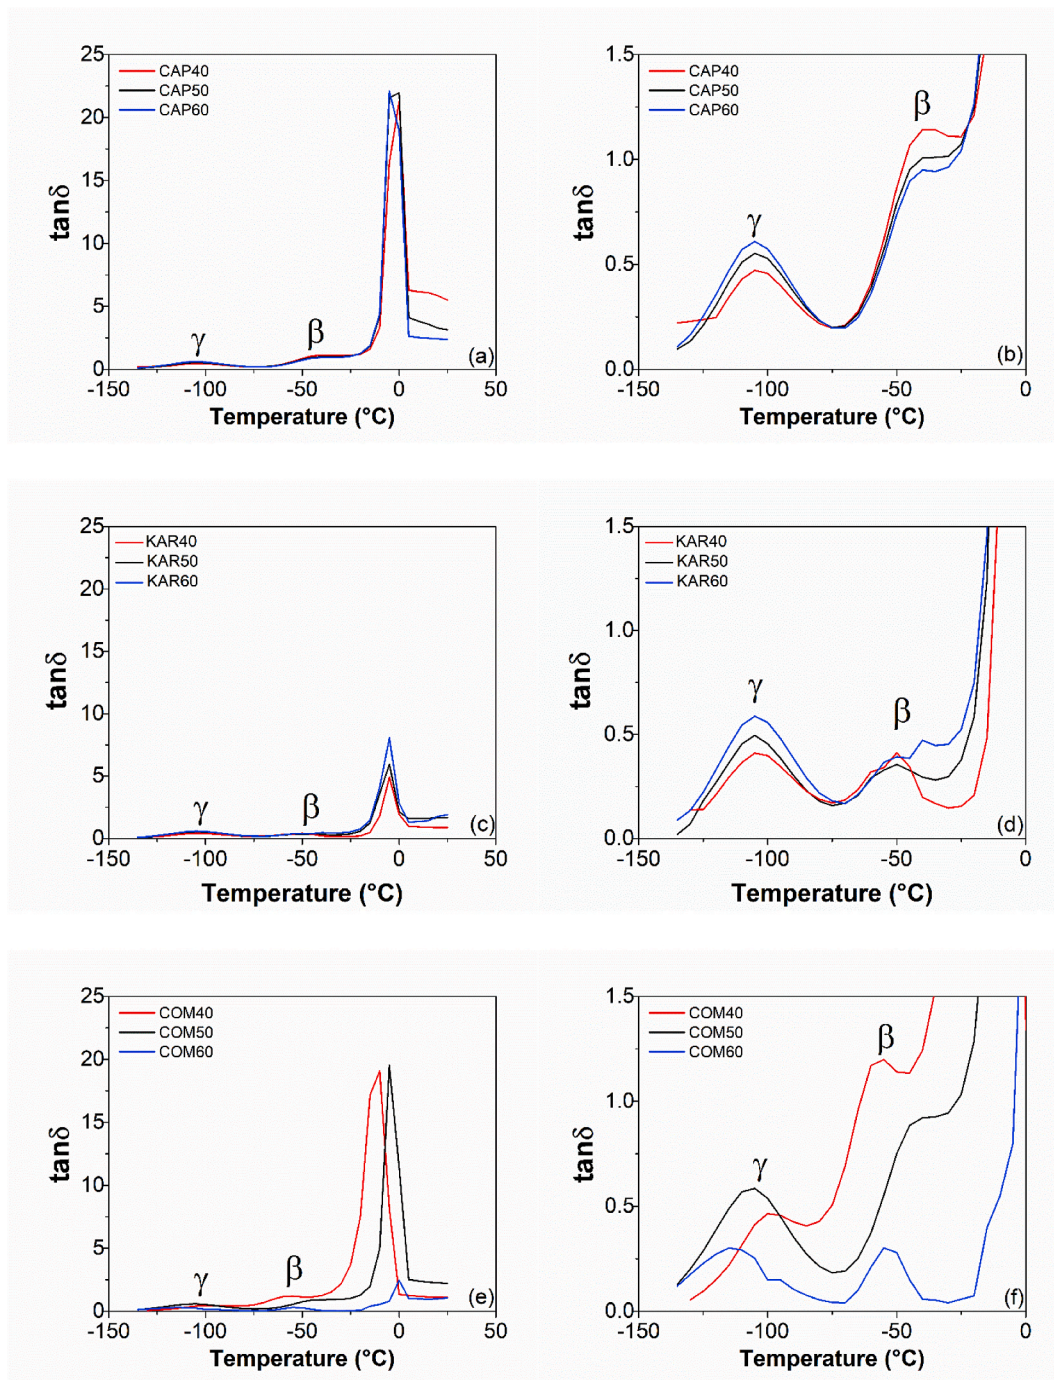 25
20
15
10
5
0
tanδ
CAP40
CAP50
CAP60
γ
β
(a)
-150 -100 -50 0 50
Temperature (°C)
1.5
1.0
0.5
0.0
tanδ
CAP40
CAP50
CAP60
γ
β
(b)
-150 -100 -50 0
Temperature (°C)
25
20
15
10
5
0
tanδ
KAR40
KAR50
KAR60
γ
β
(c)
-150 -100 -50 0 50
Temperature (°C)
1.5
1.0
0.5
0.0
tanδ
KAR40
KAR50
KAR60
γ
β
(d)
-150 -100 -50 0
Temperature (°C)
25
20
15
10
5
0
tanδ
COM40
COM50
COM60
γ
β
(e)
-150 -100 -50 0 50
Temperature (°C)
1.5
1.0
0.5
0.0
tanδ
COM40
COM50
COM60
γ
β
(f)
-150 -100 -50 0
Temperature (°C)